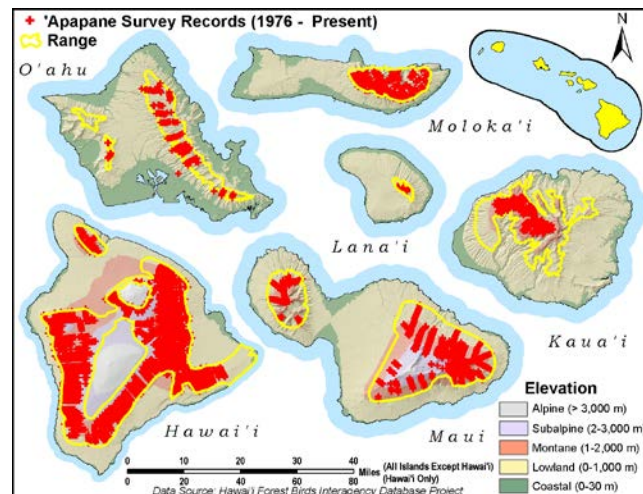 'Apapane Survey Records (1976 - Present)
Range
N
O'ahu
Moloka'i
Lana'i
Kaua'i
Hawai'i
Maui
Elevation
Alpine (> 3,000 m)
Subalpine (2-3,000 m)
Montane (1-2,000 m)
Lowland (0-1,000 m)
Coastal (0-30 m)
0 5 10 20 30 40
Miles (All Islands Except Hawai'i)
(Hawai'i Only)
0 10 20 40 60 80
Data Source: Hawai'i Forest Birds Interagency Database Project